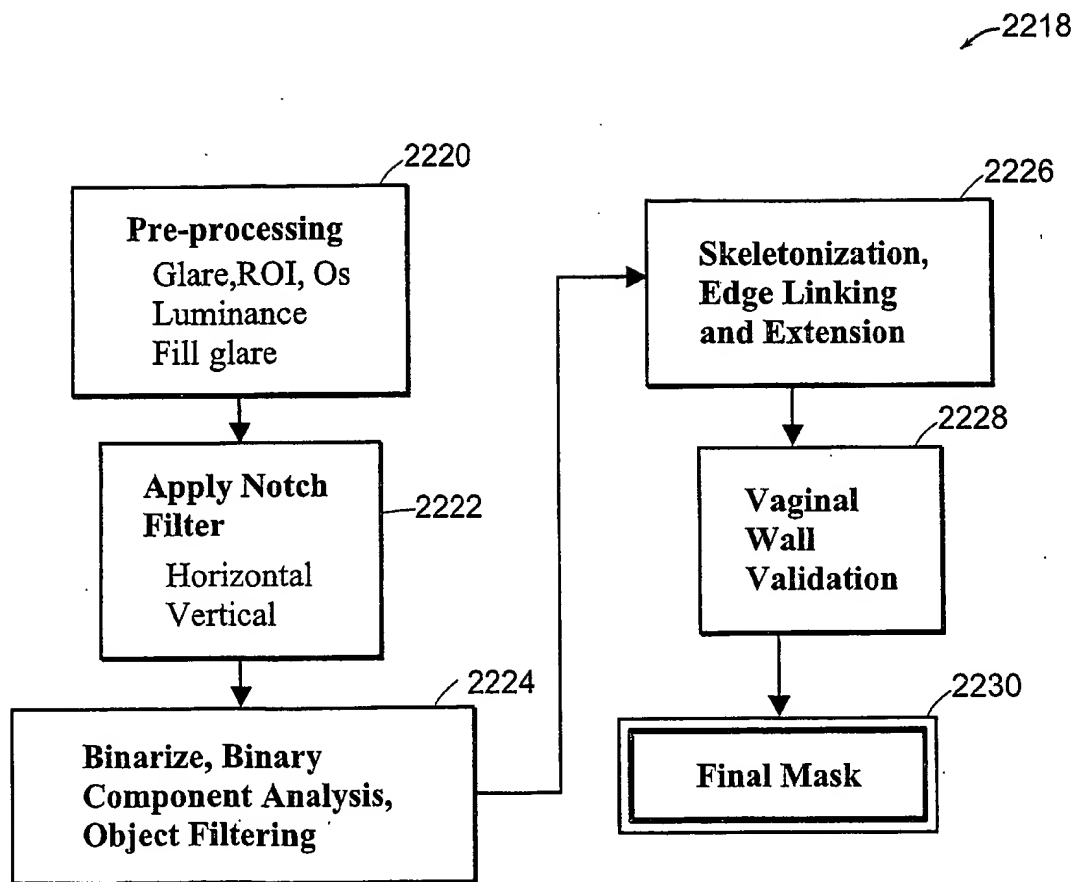 2218
2220
Pre-processing
Glare,ROI, Os
Luminance
Fill glare
2222
Apply Notch
Filter
Horizontal
Vertical
2224
Binarize, Binary
Component Analysis,
Object Filtering
2226
Skeletonization,
Edge Linking
and Extension
2228
Vaginal
Wall
Validation
2230
Final Mask